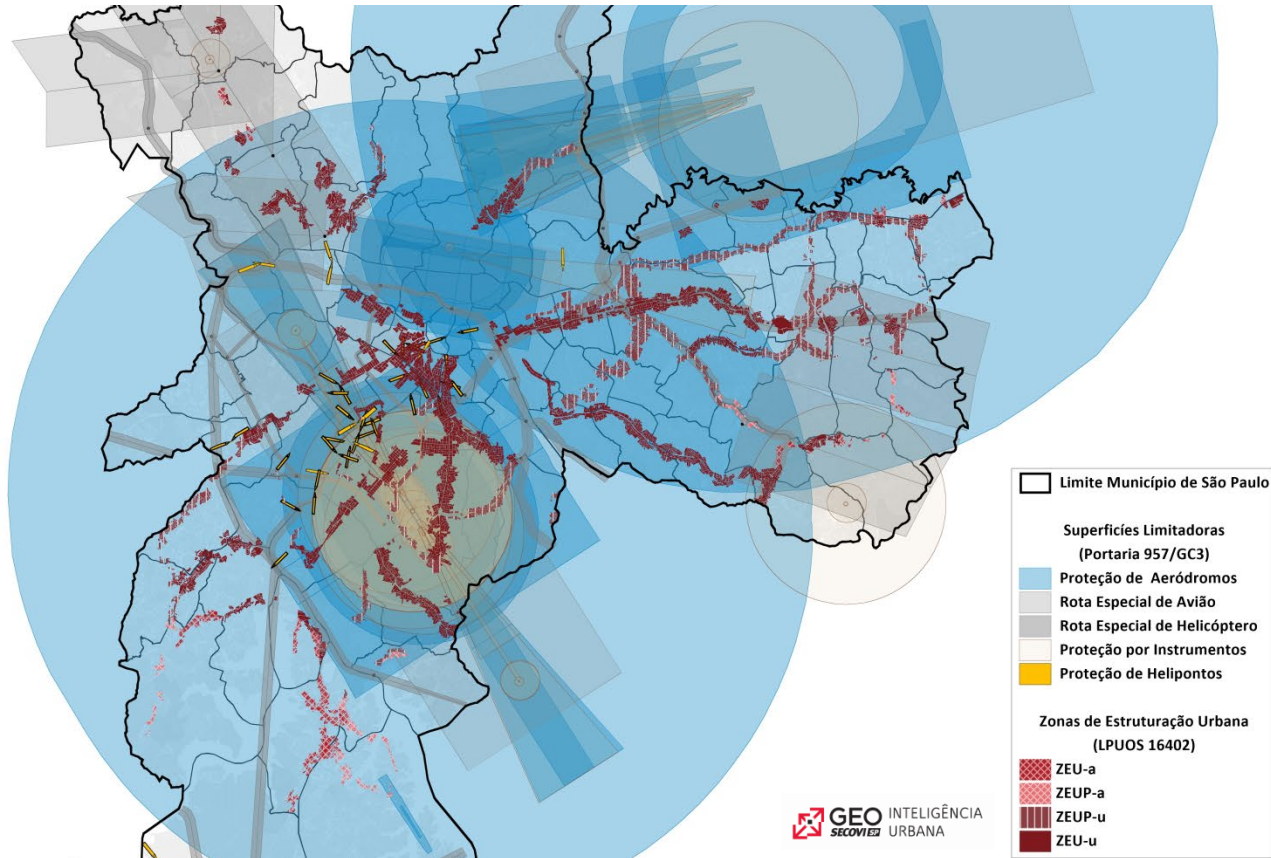 Limite Município de São Paulo
Superficíes Limitadoras
(Portaria 957/GC3)
Proteção de Aeródromos
Rota Especial de Avião
Rota Especial de Helicóptero
Proteção por Instrumentos
Proteção de Helipontos
Zonas de Estruturação Urbana
(LPUOS 16402)
ZEU-a
ZEUP-a
ZEUP-u
ZEU-u
GEO INTELIGÊNCIA
SECOVI SP URBANA